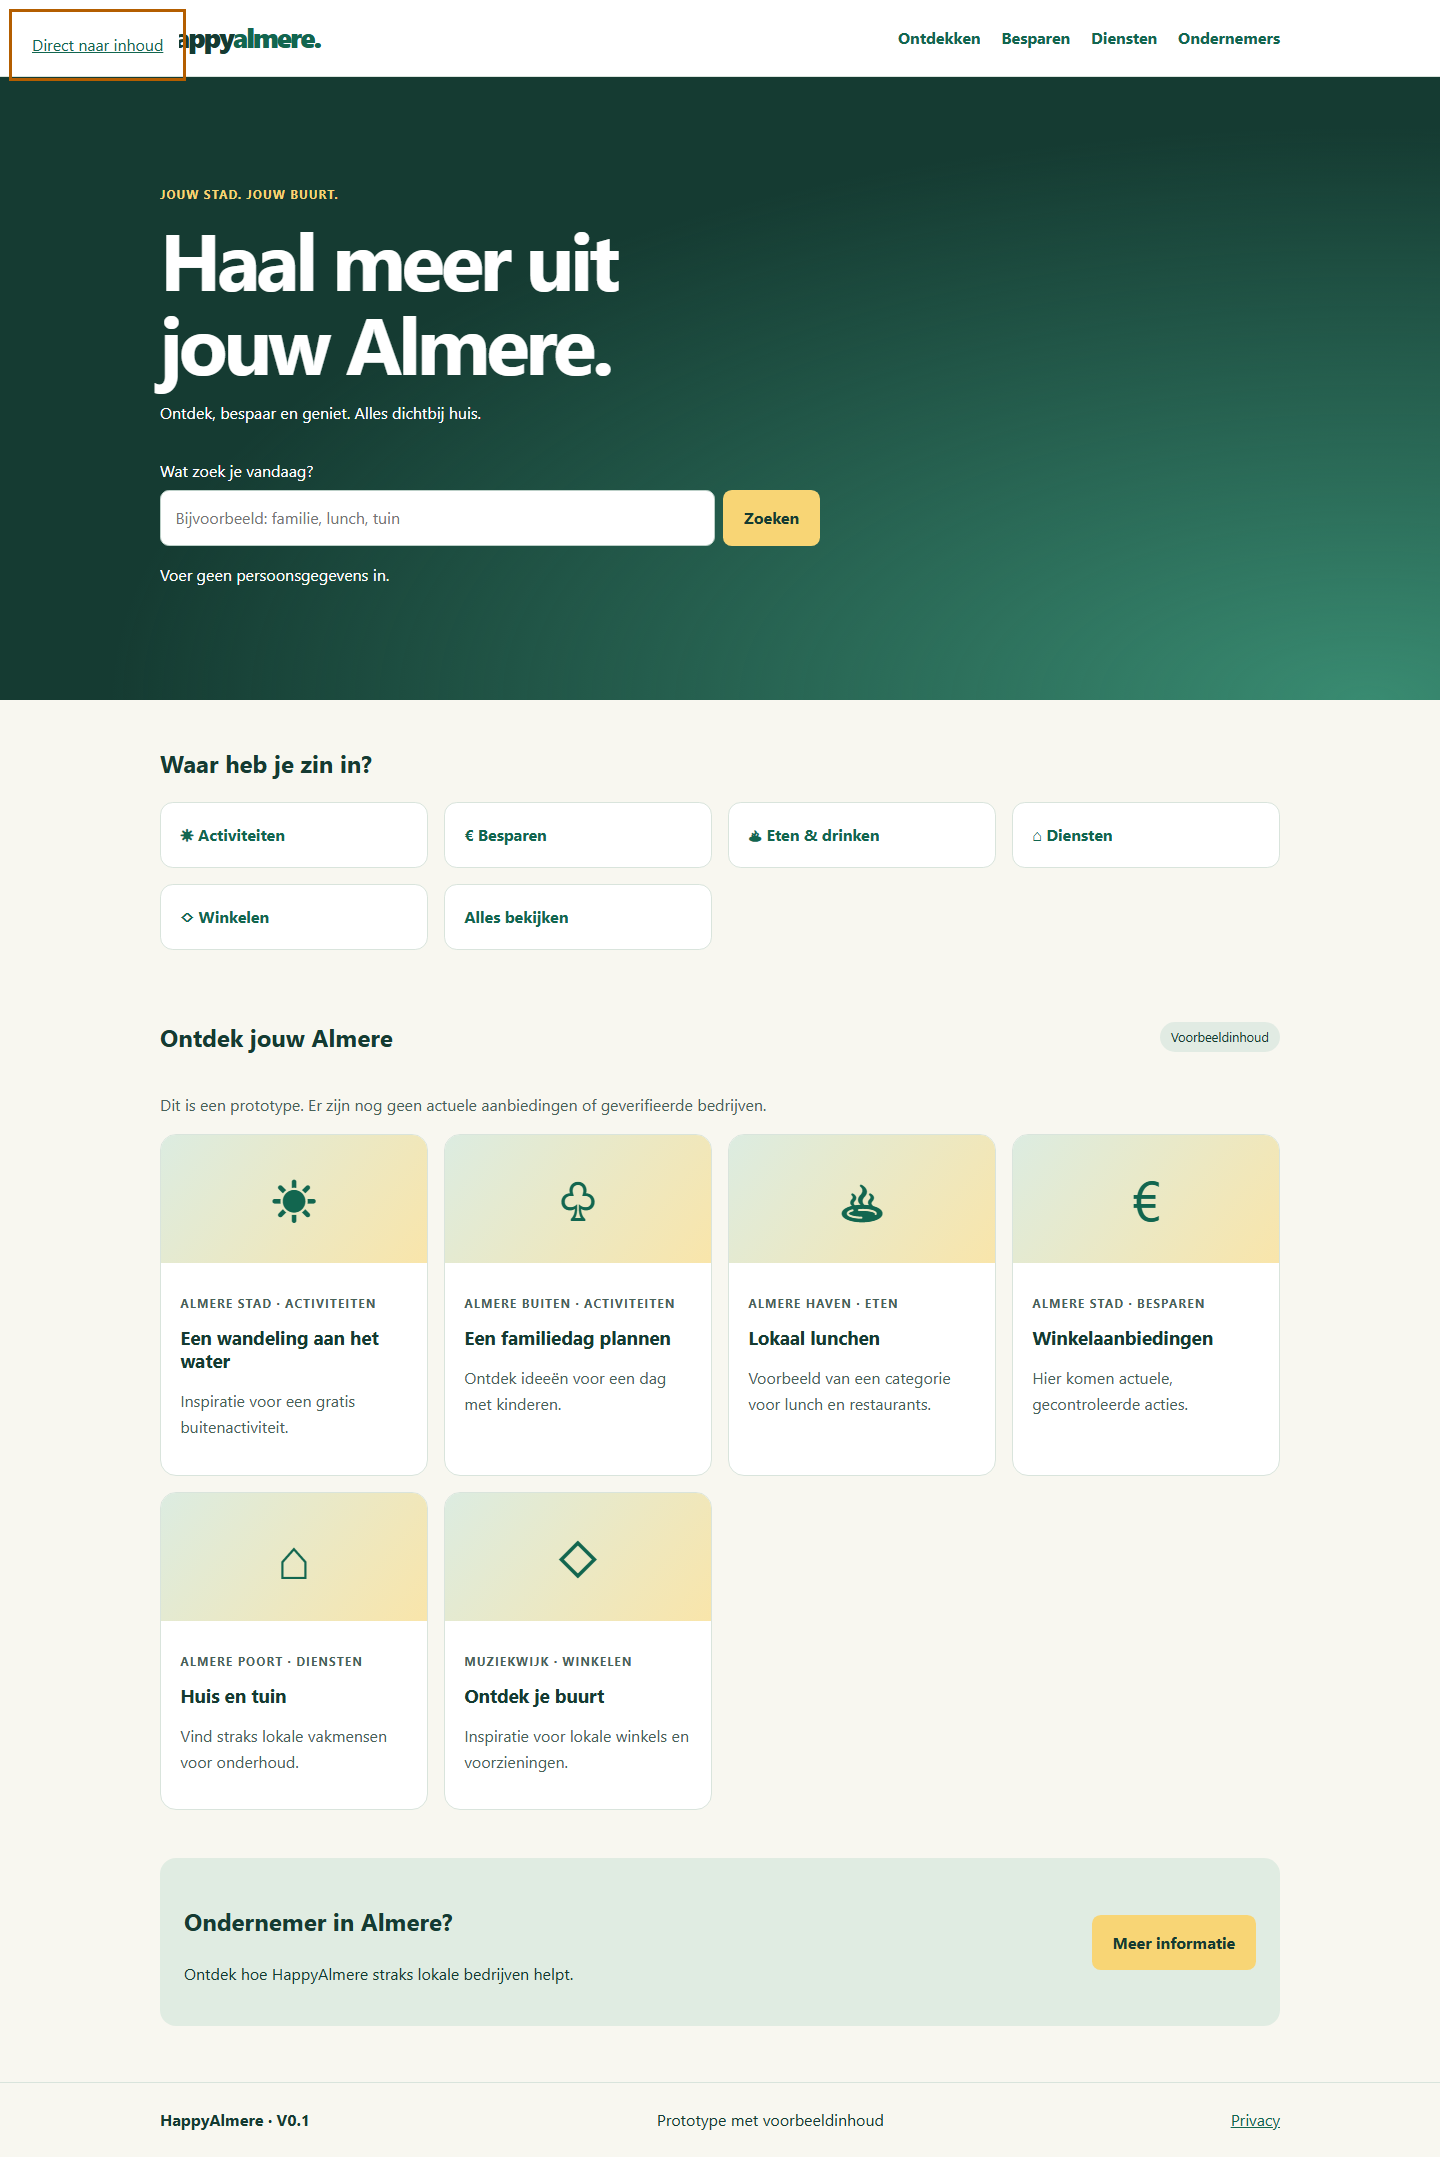 Direct naar inhoud
appyalmere.
Ontdekken Besparen Diensten Ondernemers
JOUW STAD. JOUW BUURT.
Haal meer uit
jouw Almere.
Ontdek, bespaar en geniet. Alles dichtbij huis.
Wat zoek je vandaag?
Bijvoorbeeld: familie, lunch, tuin
Zoeken
Voer geen persoonsgegevens in.
Waar heb je zin in?
Activiteiten
€ Besparen
Eten & drinken
⌂ Diensten
Winkelen
Alles bekijken
Ontdek jouw Almere
Voorbeeldinhoud
Dit is een prototype. Er zijn nog geen actuele aanbiedingen of geverifieerde bedrijven.
ALMERE STAD · ACTIVITEITEN
Een wandeling aan het
water
Inspiratie voor een gratis
buitenactiviteit.
ALMERE BUITEN · ACTIVITEITEN
Een familiedag plannen
Ontdek ideeën voor een dag
met kinderen.
ALMERE HAVEN · ETEN
Lokaal lunchen
Voorbeeld van een categorie
voor lunch en restaurants.
€
ALMERE STAD · BESPAREN
Winkelaanbiedingen
Hier komen actuele,
gecontroleerde acties.
ALMERE POORT · DIENSTEN
Huis en tuin
Vind straks lokale vakmensen
voor onderhoud.
MUZIEKWIJK · WINKELEN
Ontdek je buurt
Inspiratie voor lokale winkels en
voorzieningen.
Ondernemer in Almere?
Ontdek hoe HappyAlmere straks lokale bedrijven helpt.
Meer informatie
HappyAlmere · V0.1
Prototype met voorbeeldinhoud
Privacy